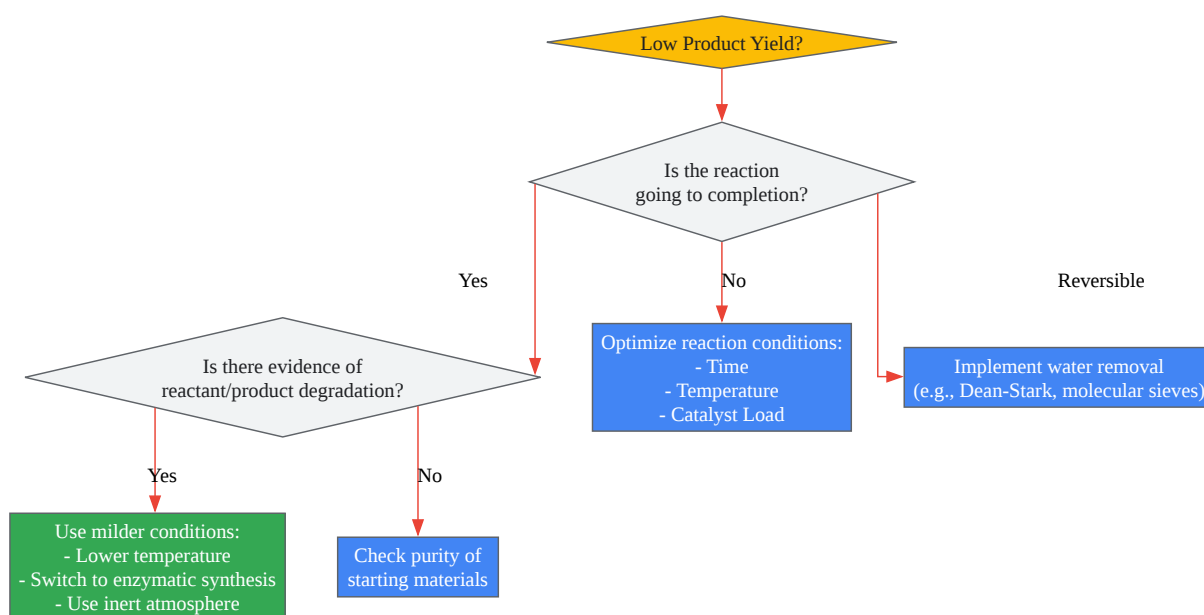 Low Product Yield?
Is the reaction
going to completion?
Yes
No
Reversible
Is there evidence of
reactant/product degradation?
Optimize reaction conditions:
- Time
- Temperature
- Catalyst Load
Implement water removal
(e.g., Dean-Stark, molecular sieves)
Yes
No
Use milder conditions:
- Lower temperature
- Switch to enzymatic synthesis
- Use inert atmosphere
Check purity of
starting materials